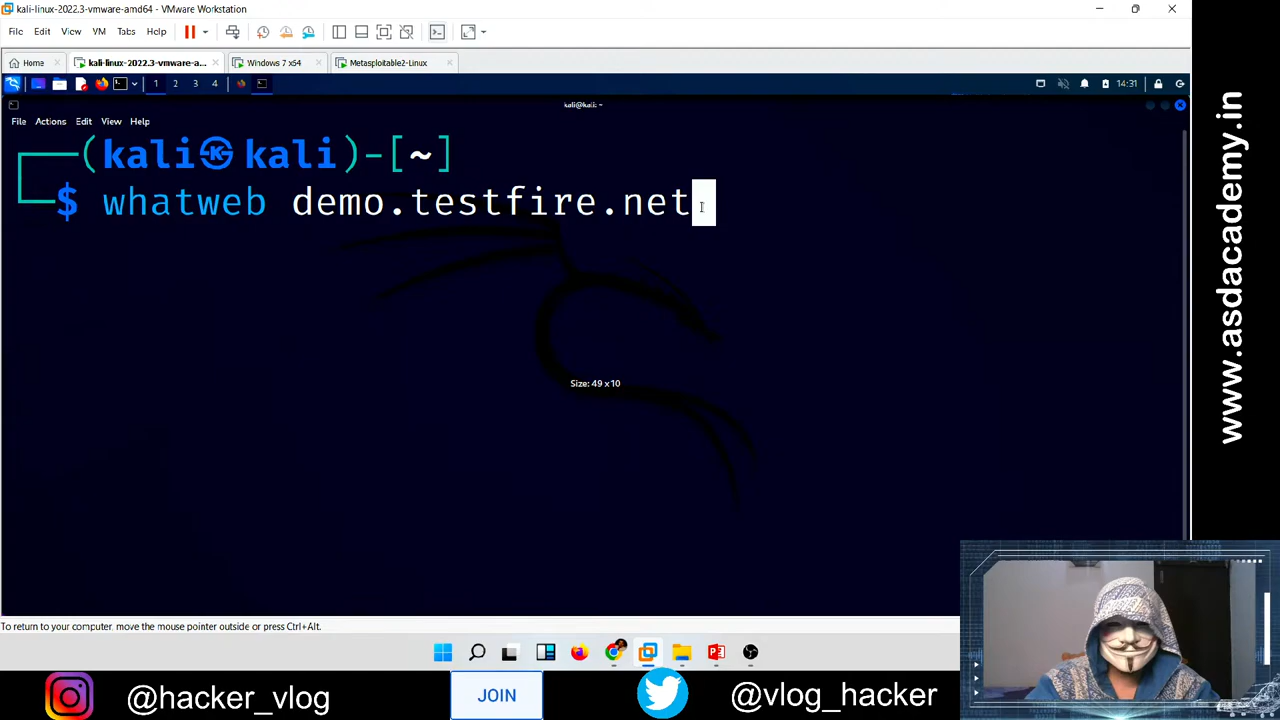 kali-linux-2022.3-vmware-amd64 - VMware Workstation
File Edit View VM Tabs Help
Home kali-linux-2022.3-vmware-a... Windows 7 x64 Metasploitable2-Linux
1 2 3 4 14:31
kali@kali: ~
File Actions Edit View Help
(kali㉿kali)-[~]
$ whatweb demo.testfire.net
Size: 49 x 10
To return to your computer, move the mouse pointer outside or press Ctrl+Alt.
@hacker_vlog JOIN @vlog_hacker
www.asdacademy.in